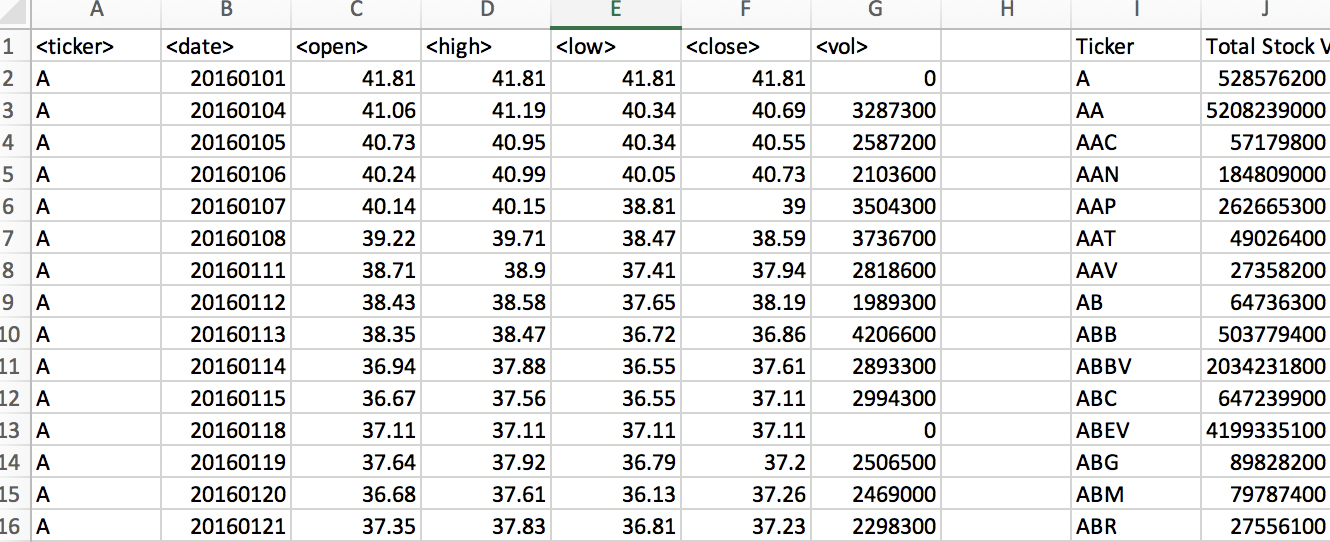 A B C D E F G H I J
1 <ticker> <date> <open> <high> <low> <close> <vol> Ticker Total Stock V
2 A 20160101 41.81 41.81 41.81 41.81 0 A 528576200
3 A 20160104 41.06 41.19 40.34 40.69 3287300 AA 5208239000
4 A 20160105 40.73 40.95 40.34 40.55 2587200 AAC 57179800
5 A 20160106 40.24 40.99 40.05 40.73 2103600 AAN 184809000
6 A 20160107 40.14 40.15 38.81 39 3504300 AAP 262665300
7 A 20160108 39.22 39.71 38.47 38.59 3736700 AAT 49026400
8 A 20160111 38.71 38.9 37.41 37.94 2818600 AAV 27358200
9 A 20160112 38.43 38.58 37.65 38.19 1989300 AB 64736300
10 A 20160113 38.35 38.47 36.72 36.86 4206600 ABB 503779400
11 A 20160114 36.94 37.88 36.55 37.61 2893300 ABBV 2034231800
12 A 20160115 36.67 37.56 36.55 37.11 2994300 ABC 647239900
13 A 20160118 37.11 37.11 37.11 37.11 0 ABEV 4199335100
14 A 20160119 37.64 37.92 36.79 37.2 2506500 ABG 89828200
15 A 20160120 36.68 37.61 36.13 37.26 2469000 ABM 79787400
16 A 20160121 37.35 37.83 36.81 37.23 2298300 ABR 27556100